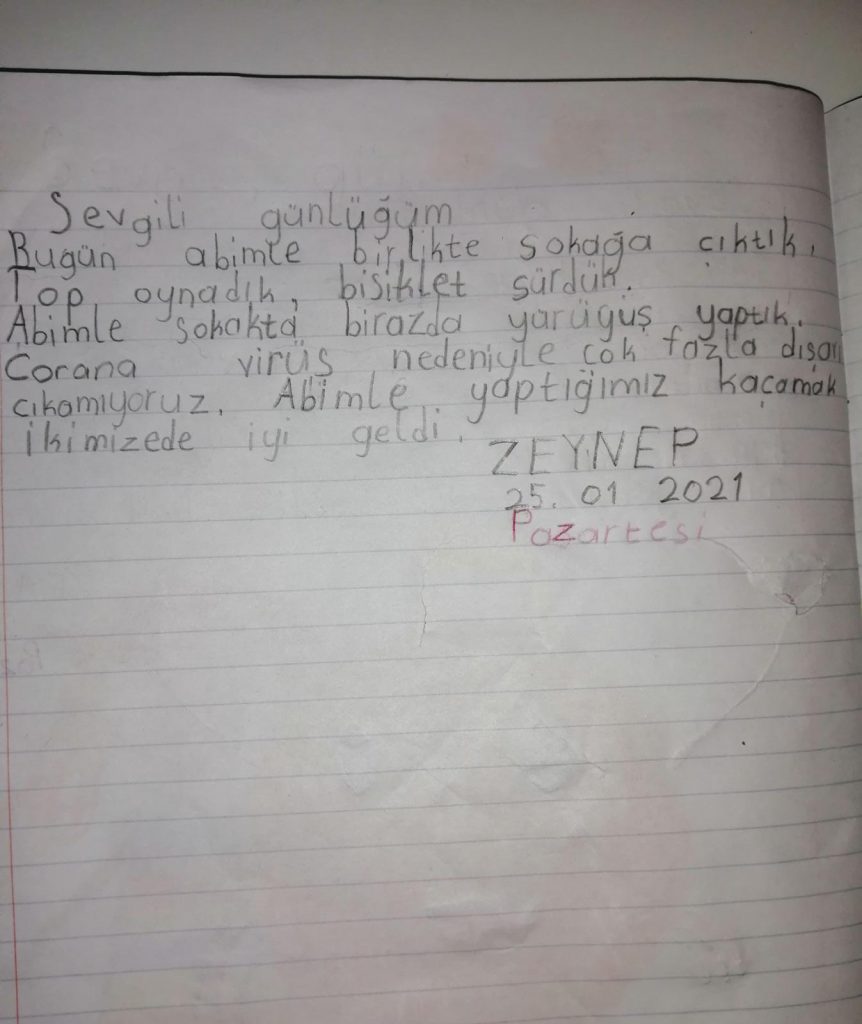 Sevgili günlüğüm
Bugün abimle birlikte sokağa çıktık.
Top oynadık, bisiklet sürdük.
Abimle sokakta birazda yürüğüş yaptık.
Corana virüs nedeniyle çok fazla dışarı
çıkamıyoruz. Abimle yaptığımız kaçamak
ikimizede iyi geldi.
ZEYNEP
25.01 2021
Pazartesi